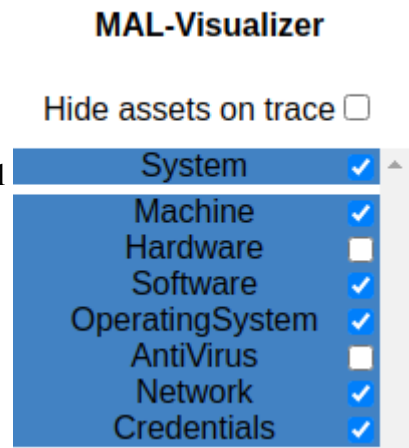 MAL-Visualizer
Hide assets on trace
System
Machine
Hardware
Software
OperatingSystem
AntiVirus
Network
Credentials